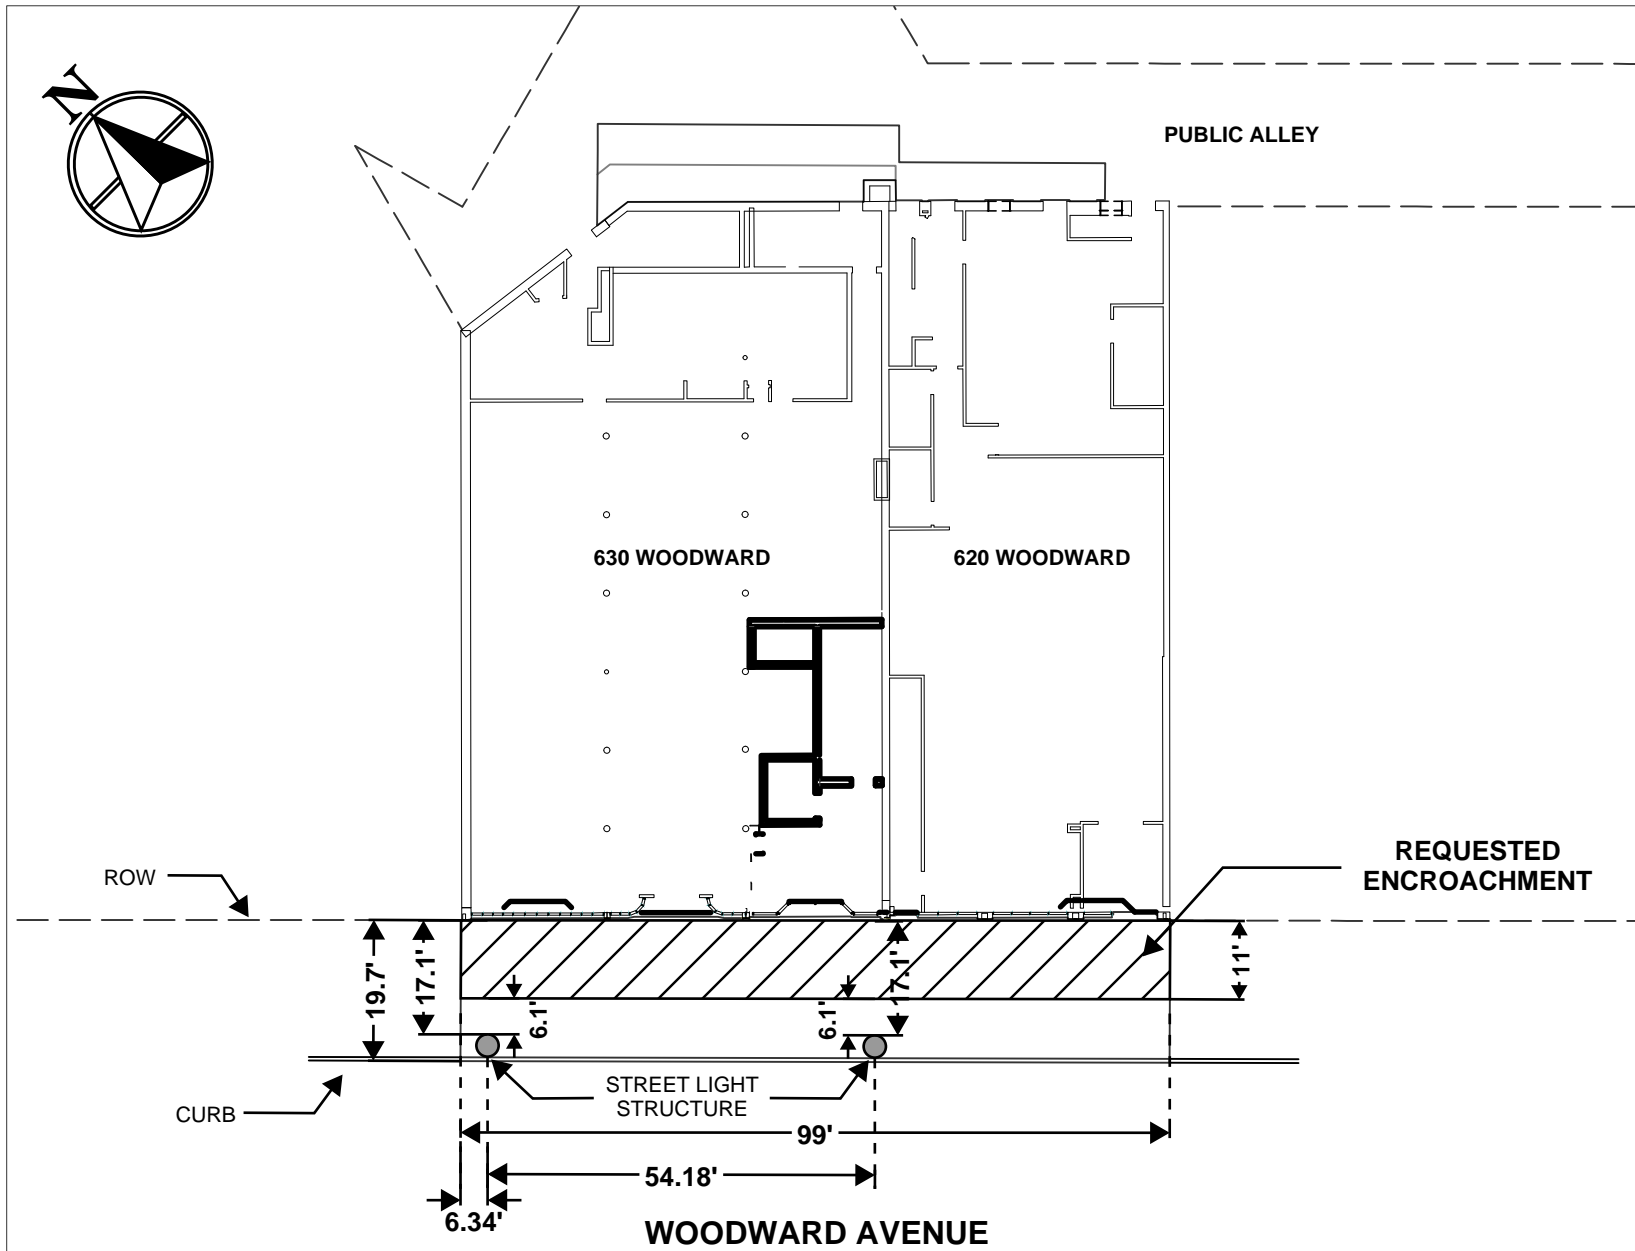 N
PUBLIC ALLEY
630 WOODWARD
620 WOODWARD
REQUESTED
ENCROACHMENT
ROW
19.7'
17.1'
6.1'
6.1'
17.1'
11'
STREET LIGHT
STRUCTURE
CURB
99'
54.18'
6.34'
WOODWARD AVENUE